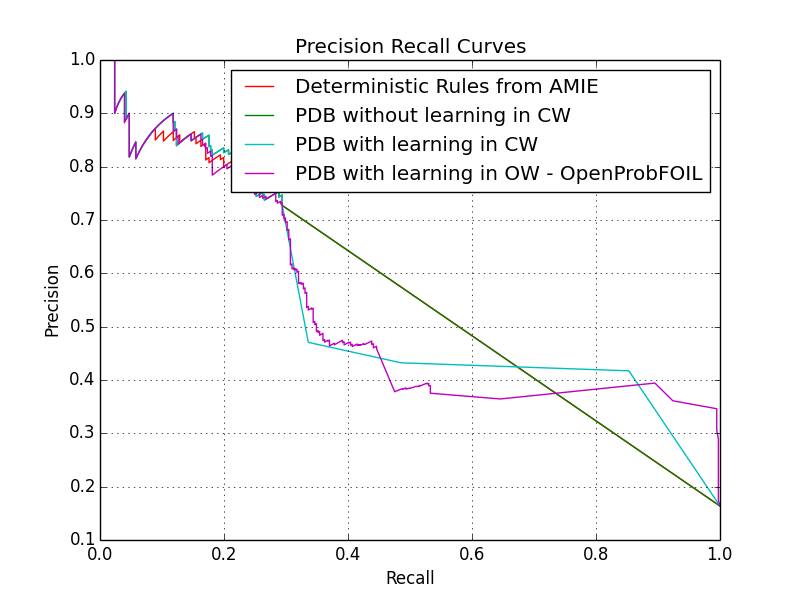 Precision Recall Curves
1.0
0.9
0.8
0.7
0.6
0.5
0.4
0.3
0.2
0.1
Precision
Deterministic Rules from AMIE
PDB without learning in CW
PDB with learning in CW
PDB with learning in OW - OpenProbFOIL
0.0 0.2 0.4 0.6 0.8 1.0
Recall